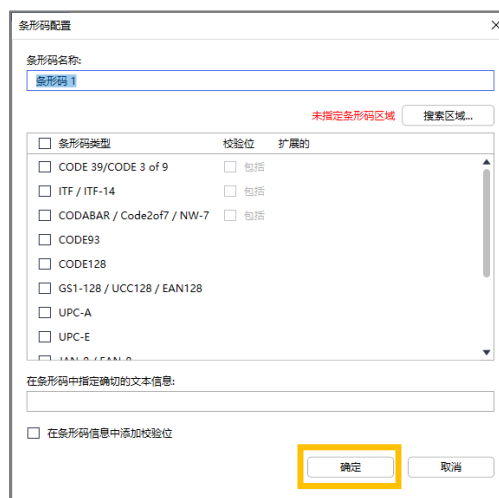 条形码配置
条形码名称:
条形码 1
未指定条形码区域 搜索区域...
条形码类型 校验位 扩展的
CODE 39/CODE 3 of 9 包括
ITF / ITF-14 包括
CODABAR / Code2of7 / NW-7 包括
CODE93
CODE128
GS1-128 / UCC128 / EAN128
UPC-A
UPC-E
JAN-8 / EAN-8
在条形码中指定确切的文本信息:
在条形码信息中添加校验位
确定 取消